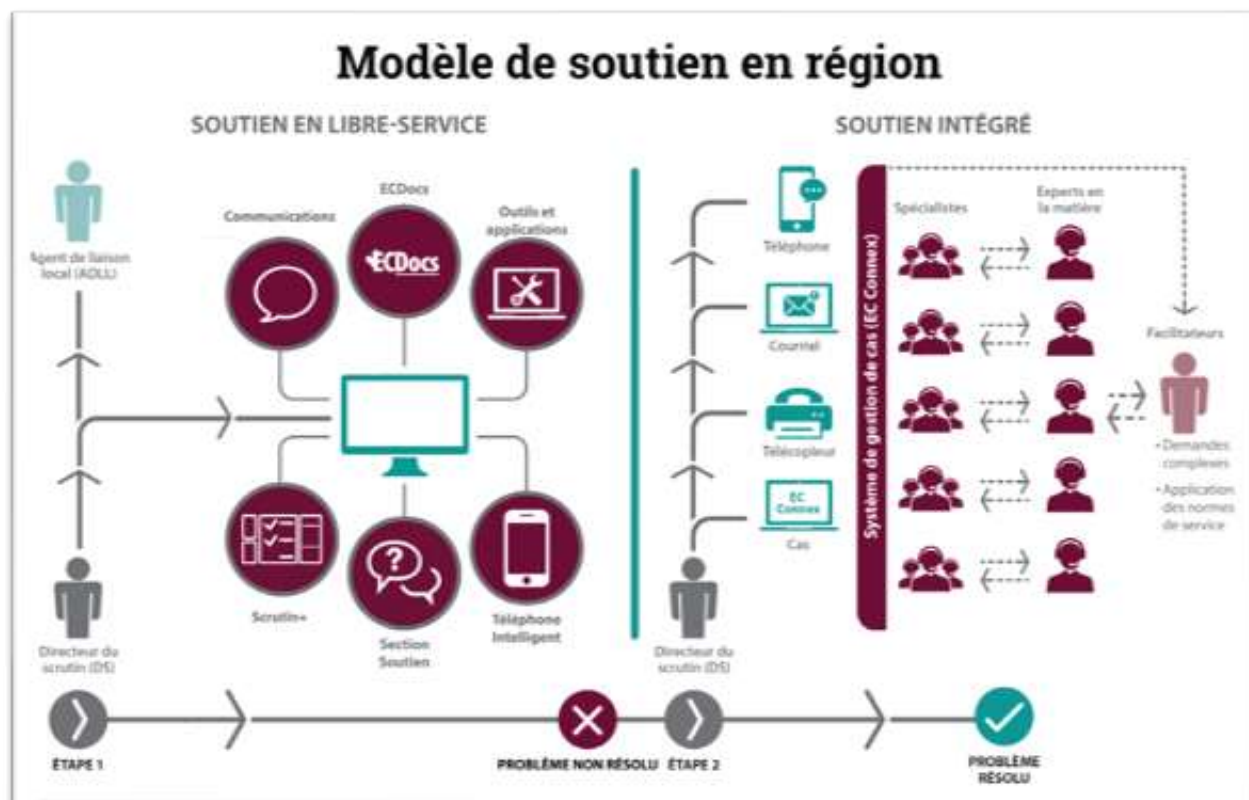 Modèle de soutien en région
SOUTIEN EN LIBRE-SERVICE
SOUTIEN INTÉGRÉ
Agent de liaison
local (ADLL)
Communications
ECDocs
ECDocs
Outils et
applications
Scrutin+
Section
Soutien
Téléphone
Intelligent
Directeur du
scrutin (DS)
Téléphone
Courriel
Télécopieur
EC
Connex
Cas
Directeur du
scrutin (DS)
Système de gestion de cas (EC Connex)
Spécialistes
Experts en
la matière
Facilitateurs
• Demandes
complexes
• Application
des normes
de service
ÉTAPE 1
PROBLÈME NON RÉSOLU
ÉTAPE 2
PROBLÈME
RÉSOLU